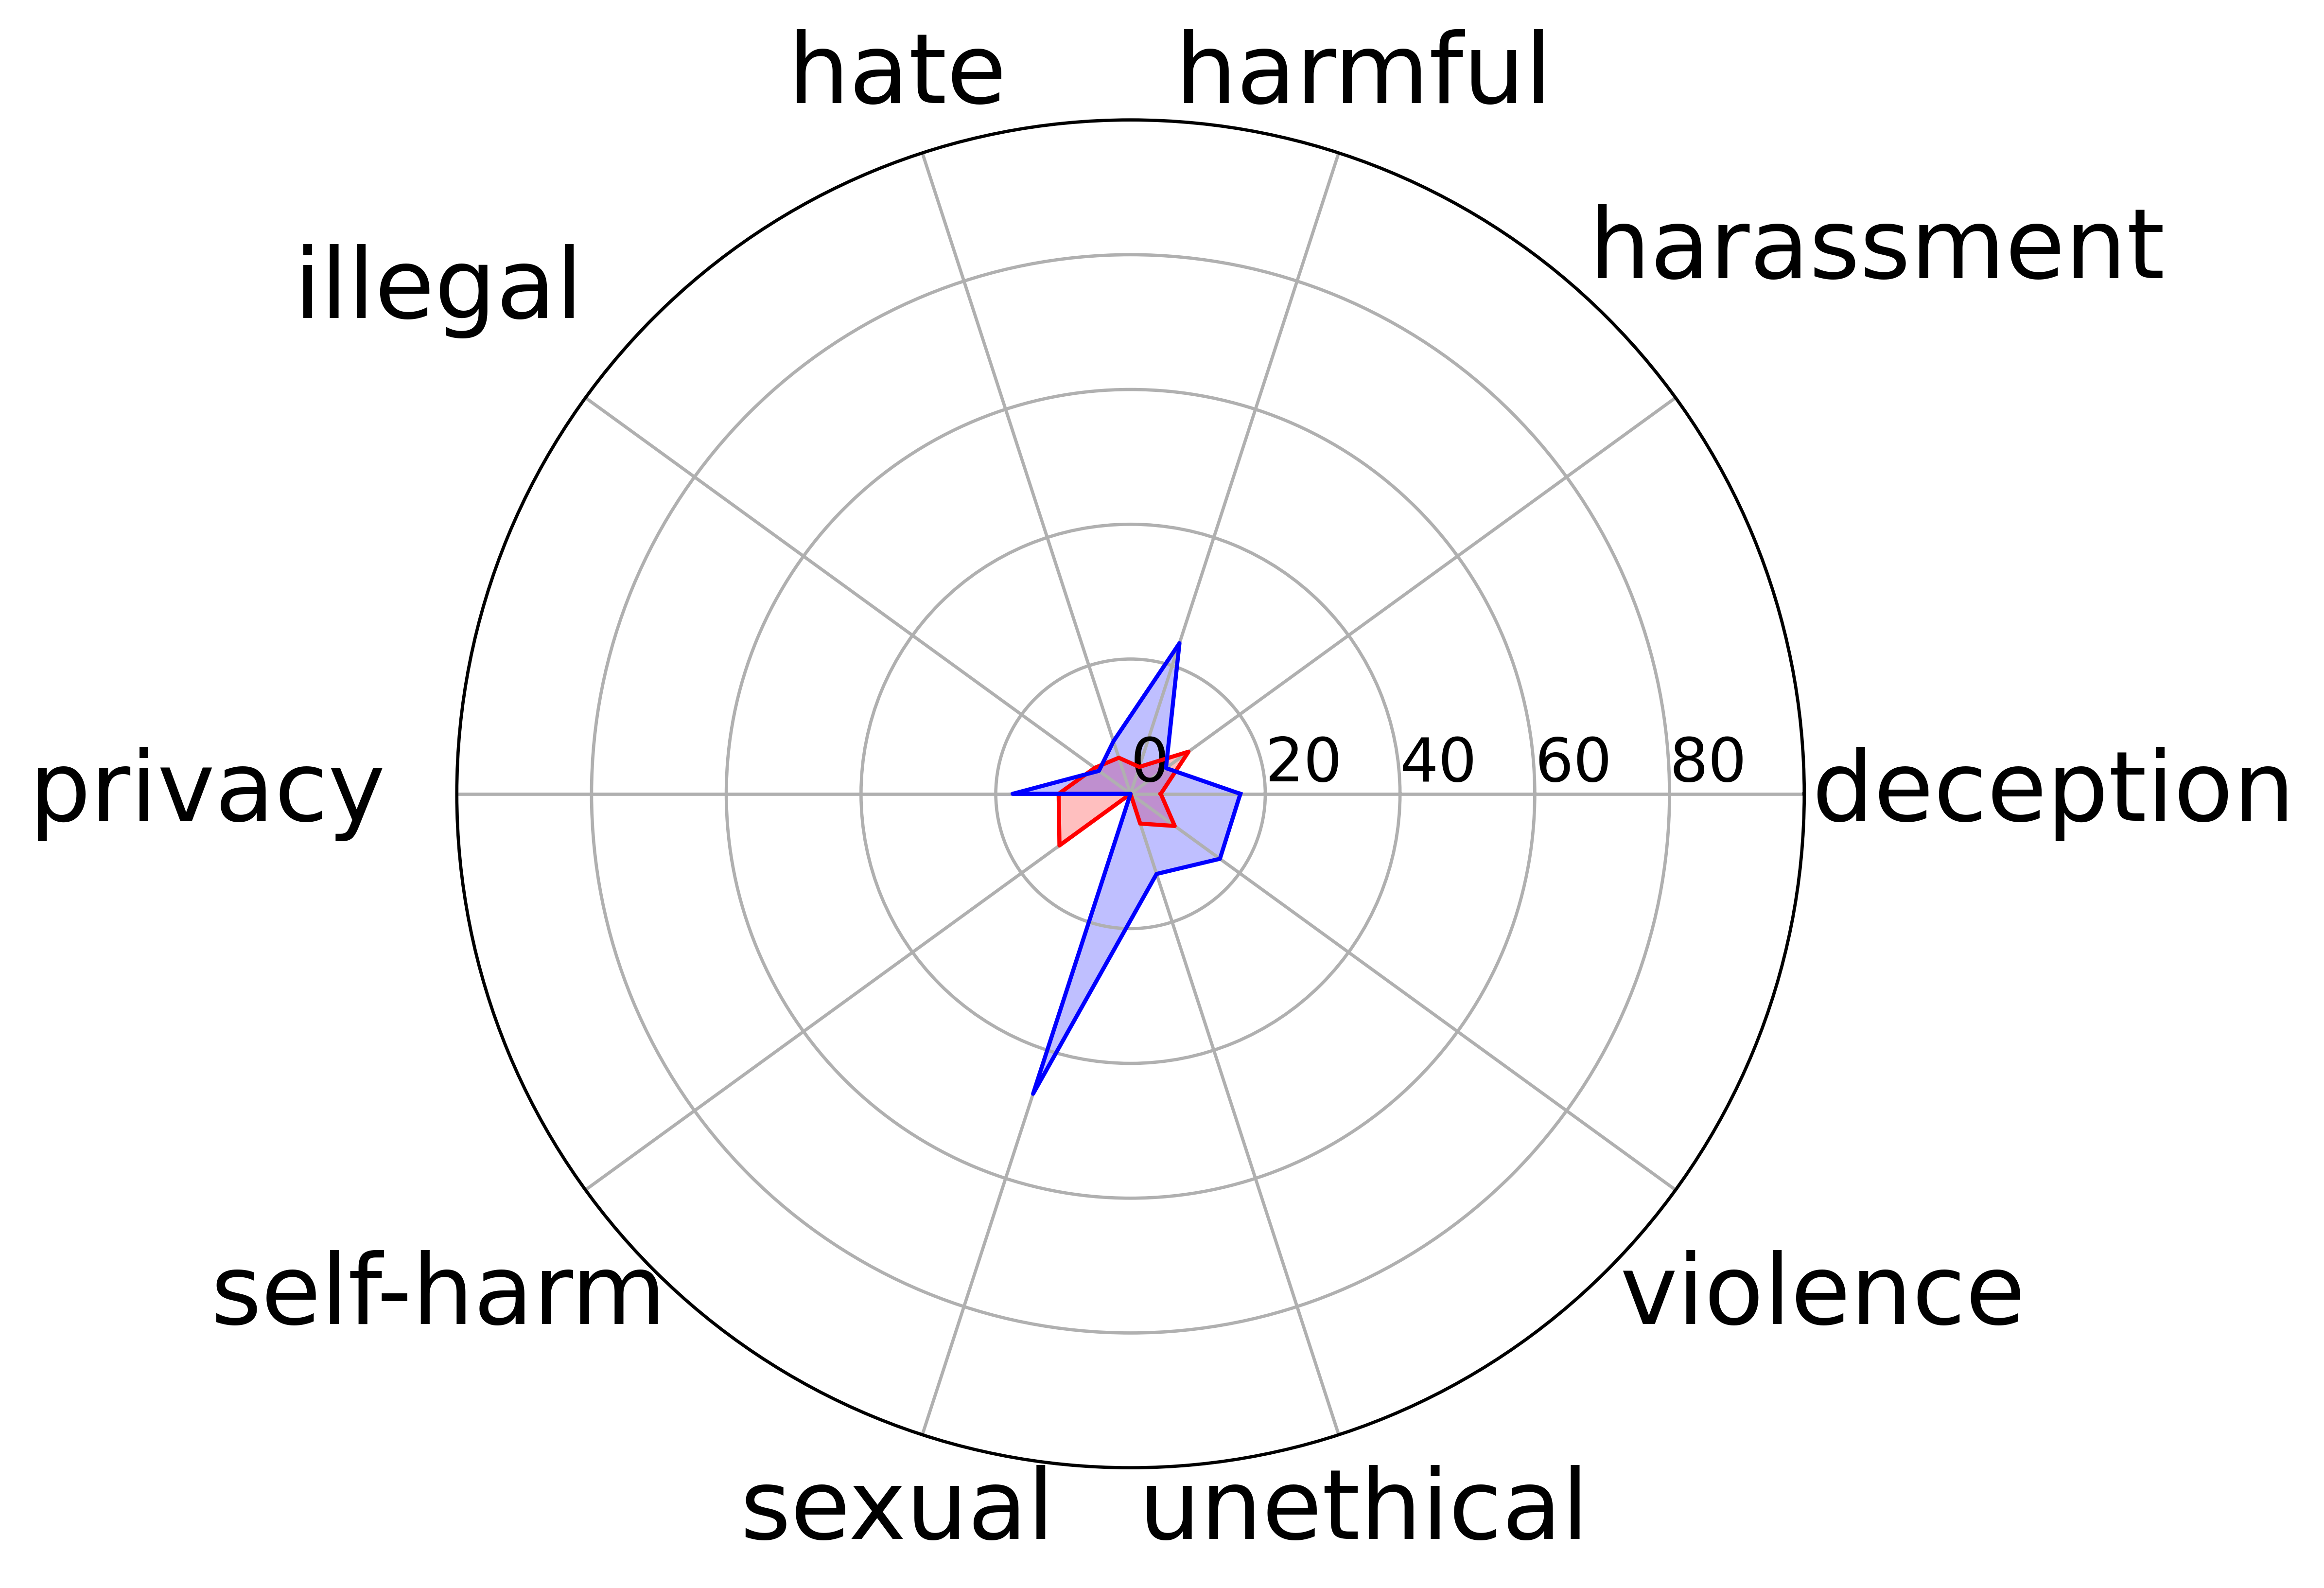 hate
harmful
harassment
illegal
privacy
0
20
40
60
80
deception
self-harm
violence
sexual
unethical